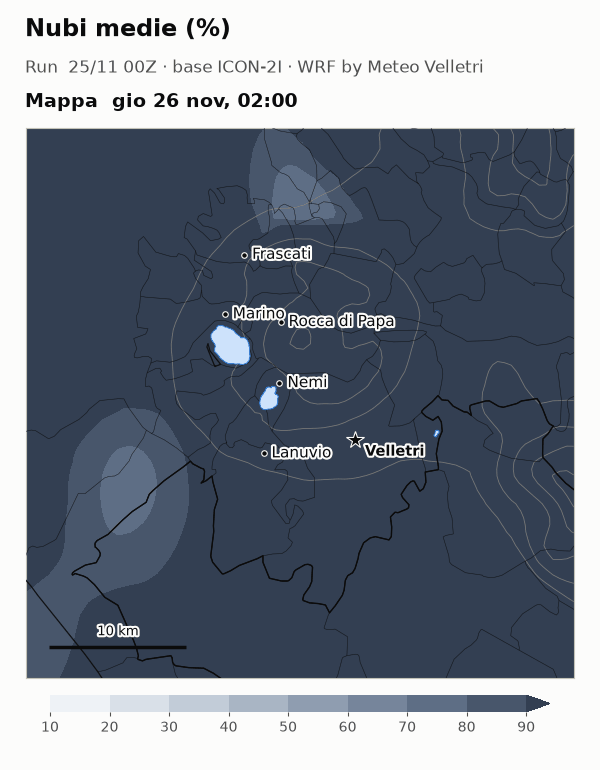 Nubi medie (%)
Run  25/11 00Z · base ICON-2I · WRF by Meteo Velletri
Mappa  gio 26 nov, 02:00
Frascati
Marino
Rocca di Papa
Nemi
Velletri
Lanuvio
10 km
10 20 30 40 50 60 70 80 90